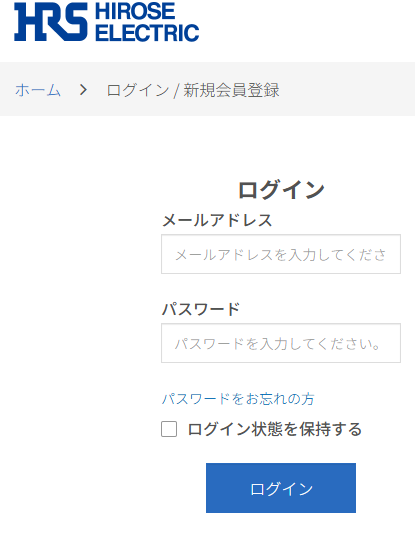 HRS HIROSE
ELECTRIC
ホーム > ログイン / 新規会員登録
ログイン
メールアドレス
メールアドレスを入力してくださ
パスワード
パスワードを入力してください。
パスワードをお忘れの方
ログイン状態を保持する
ログイン